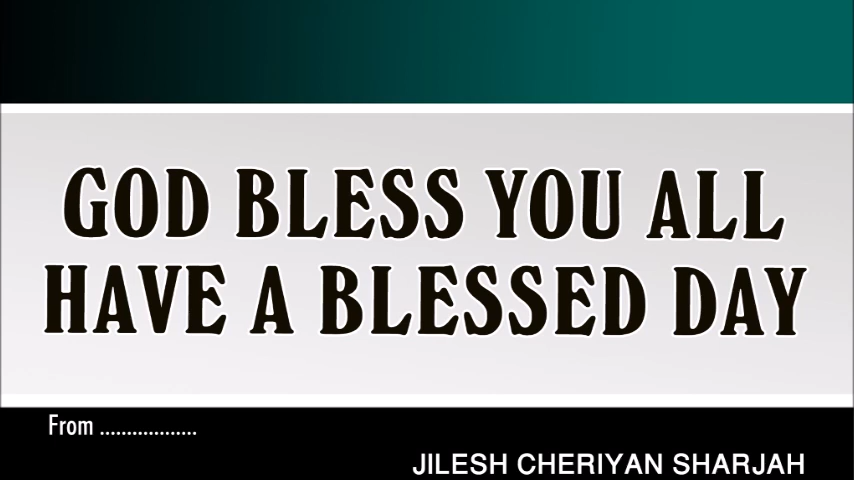 GOD BLESS YOU ALL
HAVE A BLESSED DAY
From ..................
JILESH CHERIYAN SHARJAH